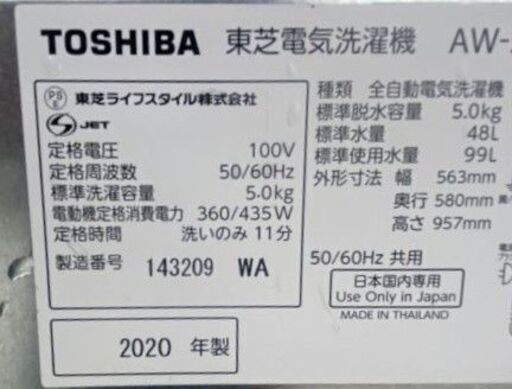 TOSHIBA 東芝電気洗濯機 AW-
PS E 東芝ライフスタイル株式会社
S JET
定格電圧 100V
定格周波数 50/60Hz
標準洗濯容量 5.0kg
電動機定格消費電力 360/435W
定格時間 洗いのみ 11分
製造番号 143209 WA
2020 年製
種類 全自動電気洗濯機
標準脱水容量 5.0kg
標準水量 48L
標準使用水量 99L
外形寸法 幅 563mm
奥行 580mm
高さ 957mm
50/60Hz 共用
日本国内専用
Use Only in Japan
MADE IN THAILAND